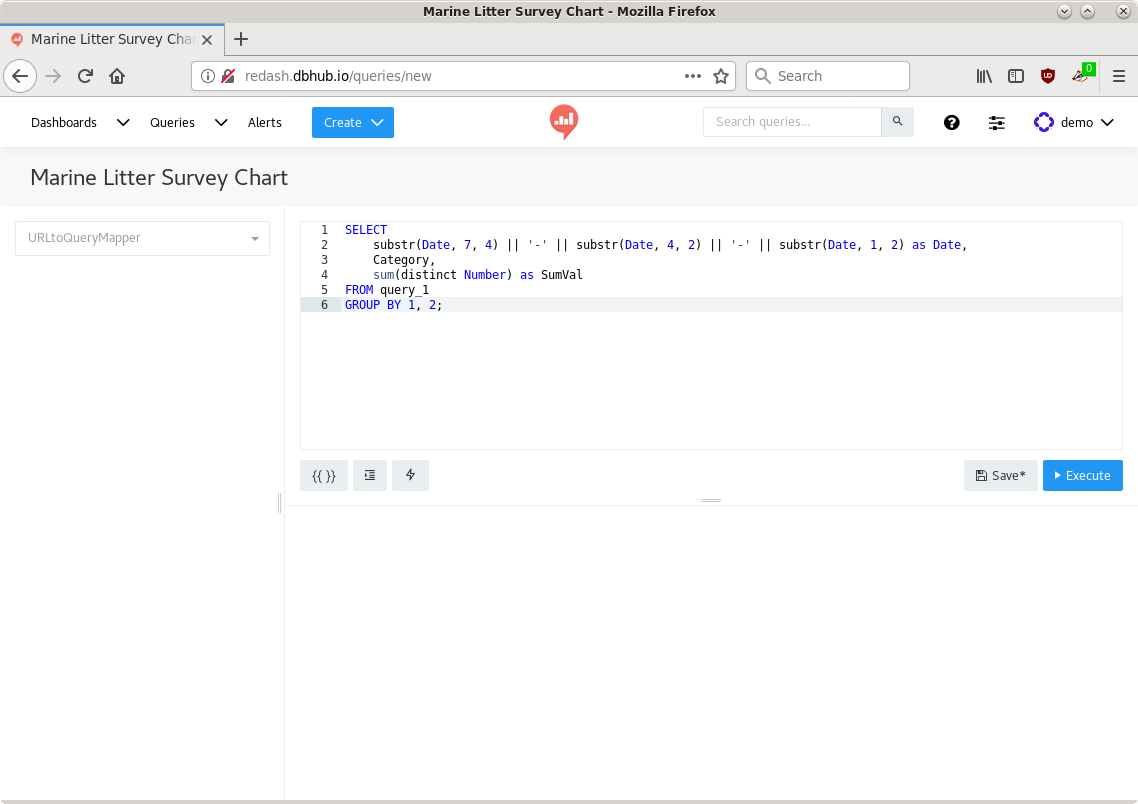 Marine Litter Survey Chart - Mozilla Firefox
Marine Litter Survey Cha
redash.dbhub.io/queries/new
Search
UD
0
Dashboards Queries Alerts Create Search queries... demo
Marine Litter Survey Chart
URLtoQueryMapper
1 SELECT
2 substr(Date, 7, 4) || '-' || substr(Date, 4, 2) || '-' || substr(Date, 1, 2) as Date,
3 Category,
4 sum(distinct Number) as SumVal
5 FROM query_1
6 GROUP BY 1, 2;
{{ }} Save* Execute